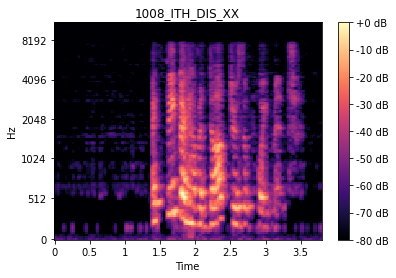 1008_ITH_DIS_XX
8192
4096
2048
1024
512
0
Hz
0 0.5 1 1.5 2 2.5 3 3.5
Time
+0 dB
-10 dB
-20 dB
-30 dB
-40 dB
-50 dB
-60 dB
-70 dB
-80 dB